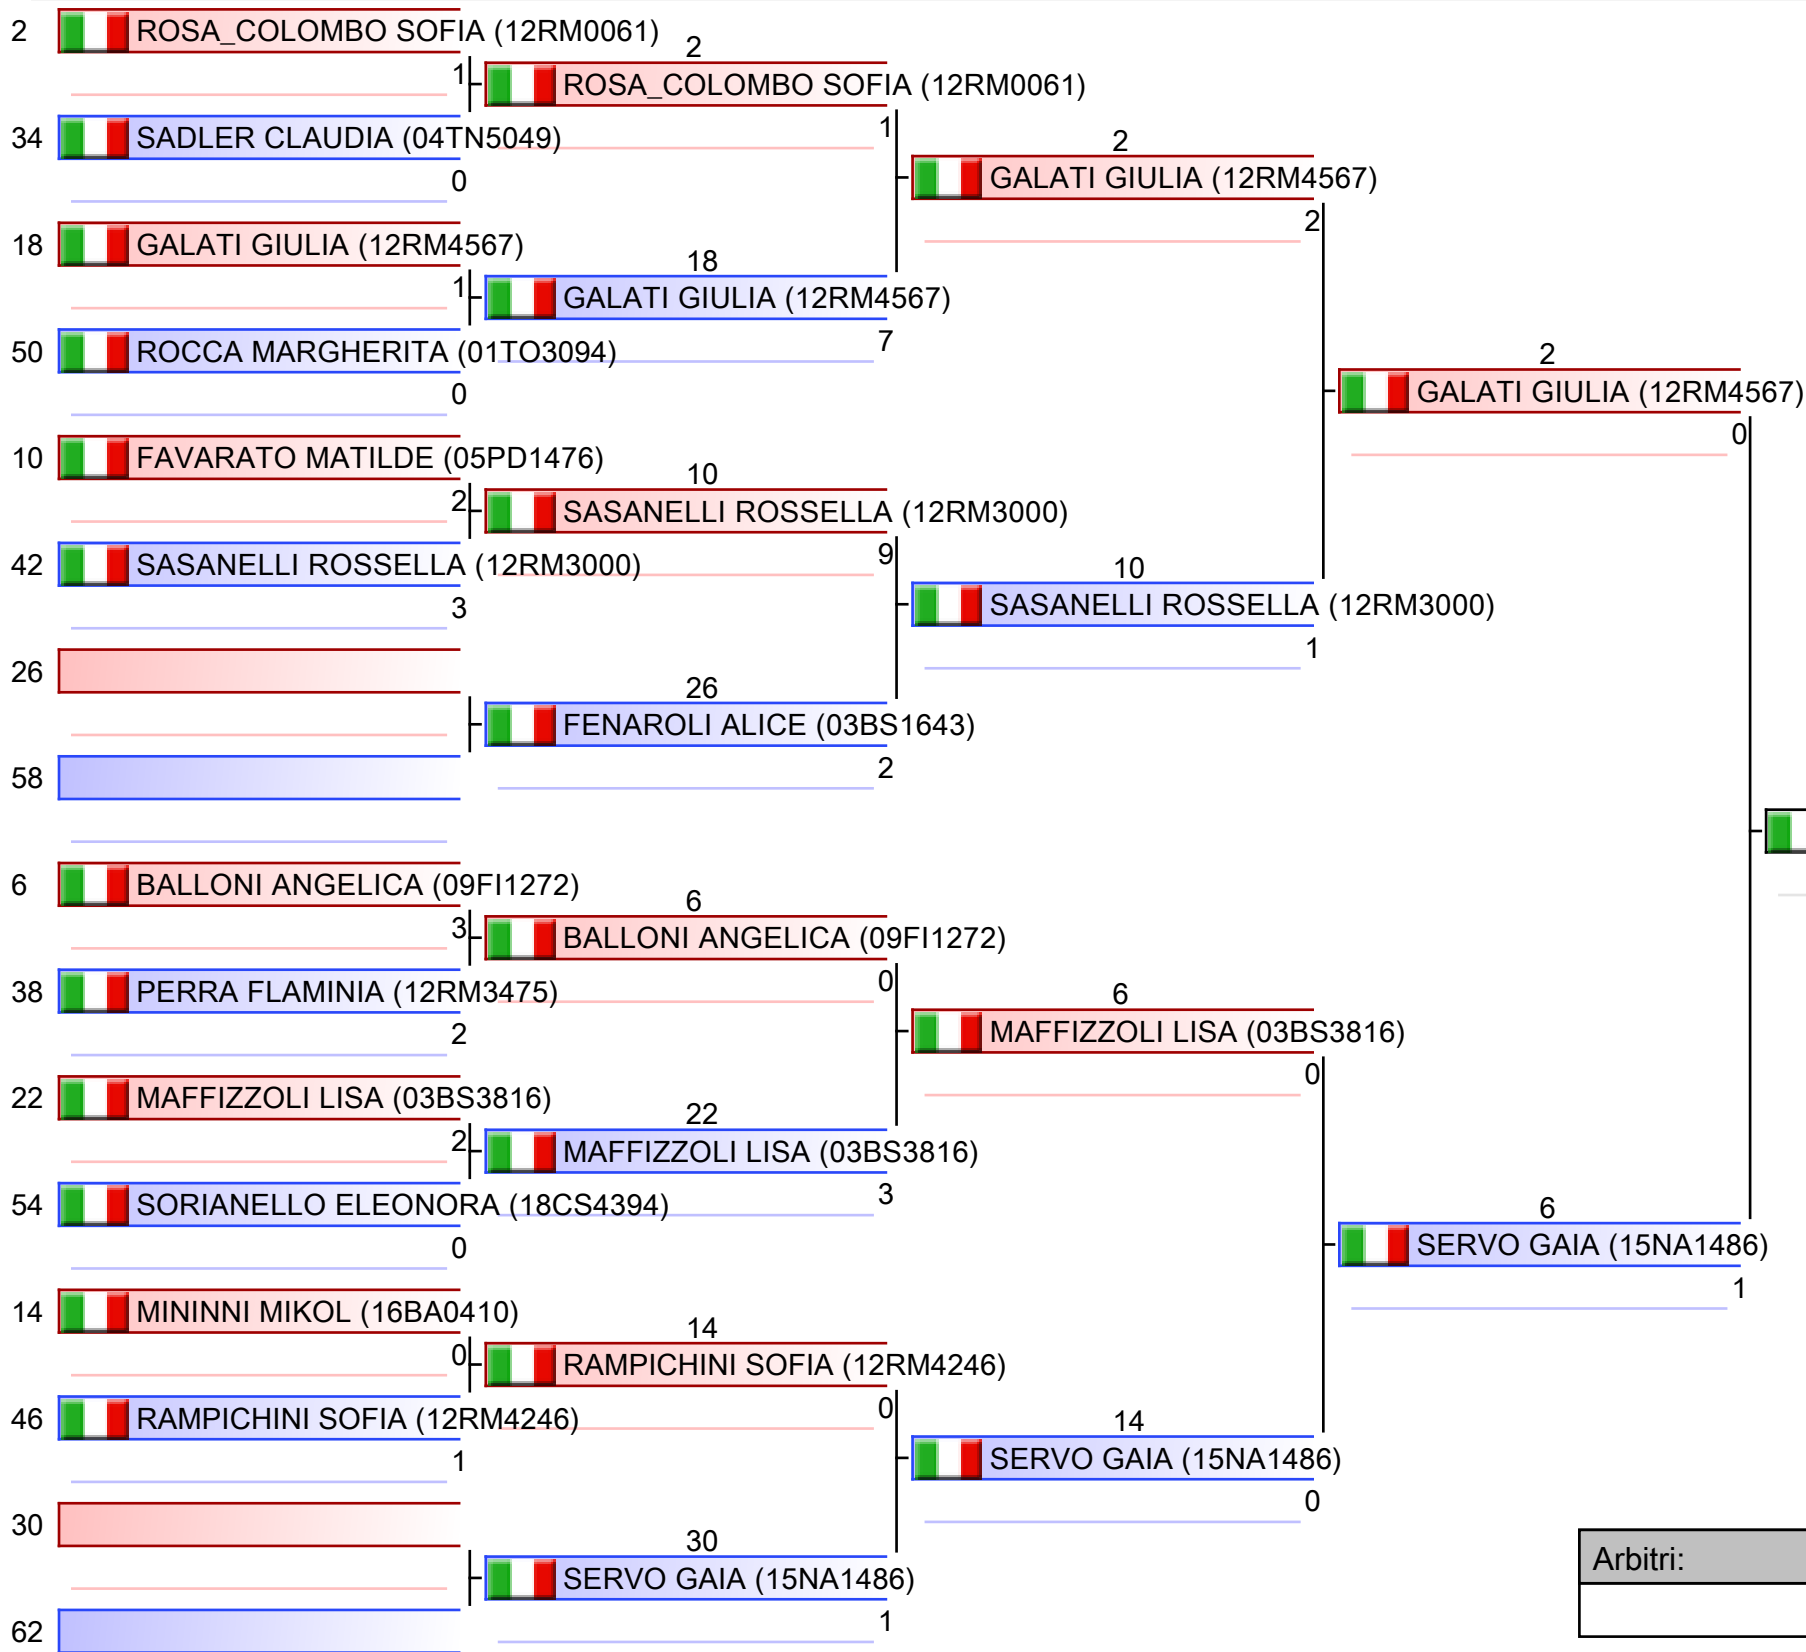 2 ROSA_COLOMBO SOFIA (12RM0061)
1
34 SADLER CLAUDIA (04TN5049)
0
18 GALATI GIULIA (12RM4567)
1
50 ROCCA MARGHERITA (01TO3094)
0
10 FAVARATO MATILDE (05PD1476)
2
42 SASANELLI ROSSELLA (12RM3000)
3
26
58
6 BALLONI ANGELICA (09FI1272)
3
38 PERRA FLAMINIA (12RM3475)
2
22 MAFFIZZOLI LISA (03BS3816)
2
54 SORIANELLO ELEONORA (18CS4394)
0
14 MININNI MIKOL (16BA0410)
0
46 RAMPICHINI SOFIA (12RM4246)
1
30
62
2
ROSA_COLOMBO SOFIA (12RM0061)
1
18
GALATI GIULIA (12RM4567)
7
10
SASANELLI ROSSELLA (12RM3000)
9
26
FENAROLI ALICE (03BS1643)
2
6
BALLONI ANGELICA (09FI1272)
0
22
MAFFIZZOLI LISA (03BS3816)
3
14
RAMPICHINI SOFIA (12RM4246)
0
30
SERVO GAIA (15NA1486)
1
2
GALATI GIULIA (12RM4567)
2
10
SASANELLI ROSSELLA (12RM3000)
1
6
MAFFIZZOLI LISA (03BS3816)
0
14
SERVO GAIA (15NA1486)
0
2
GALATI GIULIA (12RM4567)
0
6
SERVO GAIA (15NA1486)
1
Arbitri: